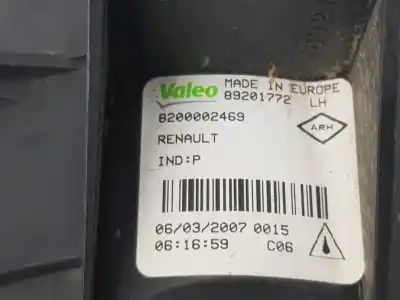 Valeo MADE IN EUROPE
89201772 LH
8200002469
ARH
RENAULT
IND:P
06/03/2007 0015
06:16:59 C06